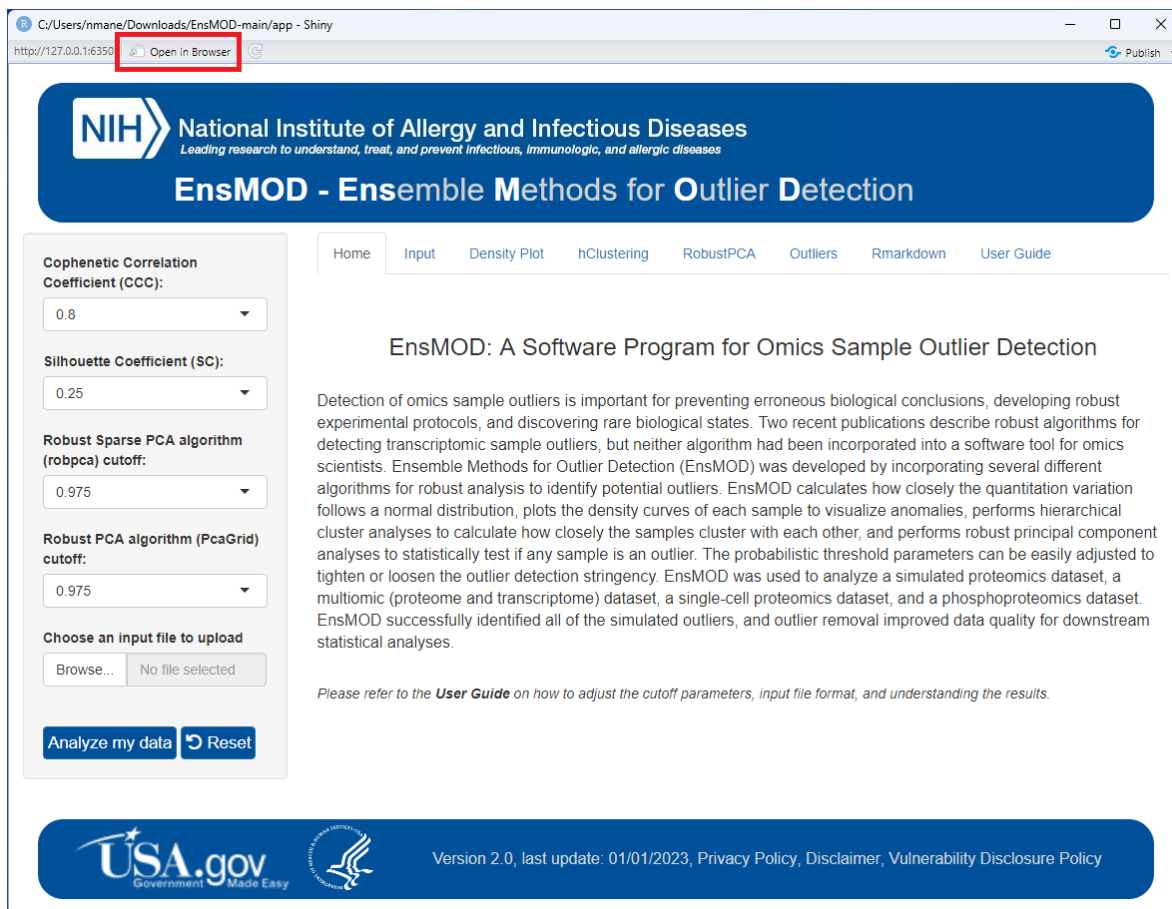 C:/Users/nmane/Downloads/EnsMOD-main/app - Shiny
http://127.0.0.1:6350 Open in Browser Publish
NIH National Institute of Allergy and Infectious Diseases
Leading research to understand, treat, and prevent infectious, immunologic, and allergic diseases
EnsMOD - Ensemble Methods for Outlier Detection
Home Input Density Plot hClustering RobustPCA Outliers Rmarkdown User Guide
Cophenetic Correlation
Coefficient (CCC):
0.8
Silhouette Coefficient (SC):
0.25
Robust Sparse PCA algorithm
(robpca) cutoff:
0.975
Robust PCA algorithm (PcaGrid)
cutoff:
0.975
Choose an input file to upload
Browse... No file selected
Analyze my data Reset
EnsMOD: A Software Program for Omics Sample Outlier Detection
Detection of omics sample outliers is important for preventing erroneous biological conclusions, developing robust
experimental protocols, and discovering rare biological states. Two recent publications describe robust algorithms for
detecting transcriptomic sample outliers, but neither algorithm had been incorporated into a software tool for omics
scientists. Ensemble Methods for Outlier Detection (EnsMOD) was developed by incorporating several different
algorithms for robust analysis to identify potential outliers. EnsMOD calculates how closely the quantitation variation
follows a normal distribution, plots the density curves of each sample to visualize anomalies, performs hierarchical
cluster analyses to calculate how closely the samples cluster with each other, and performs robust principal component
analyses to statistically test if any sample is an outlier. The probabilistic threshold parameters can be easily adjusted to
tighten or loosen the outlier detection stringency. EnsMOD was used to analyze a simulated proteomics dataset, a
multiomic (proteome and transcriptome) dataset, a single-cell proteomics dataset, and a phosphoproteomics dataset.
EnsMOD successfully identified all of the simulated outliers, and outlier removal improved data quality for downstream
statistical analyses.
Please refer to the User Guide on how to adjust the cutoff parameters, input file format, and understanding the results.
USA.gov
Government Made Easy
Version 2.0, last update: 01/01/2023, Privacy Policy, Disclaimer, Vulnerability Disclosure Policy